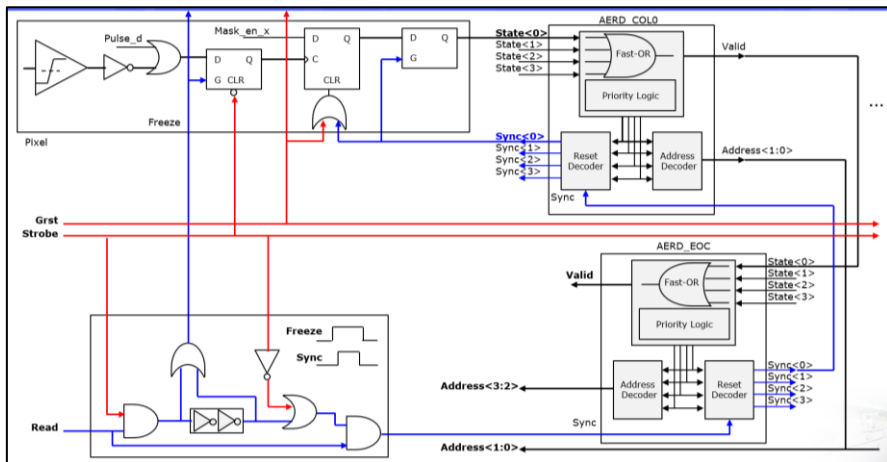 AERD_COL0
Pulse_d
Mask_en_x
D Q
G CLR
D Q
C
CLR
D Q
G
State<0>
State<1>
State<2>
State<3>
Fast-OR
Priority Logic
Valid
...
Freeze
Pixel
Sync<0>
Sync<1>
Sync<2>
Sync<3>
Reset
Decoder
Address
Decoder
Address<1:0>
Sync
Grst
Strobe
AERD_EOC
Valid
Fast-OR
Priority Logic
State<0>
State<1>
State<2>
State<3>
Freeze
Sync
Address<3:2>
Address
Decoder
Reset
Decoder
Sync<0>
Sync<1>
Sync<2>
Sync<3>
Read
Sync
Address<1:0>